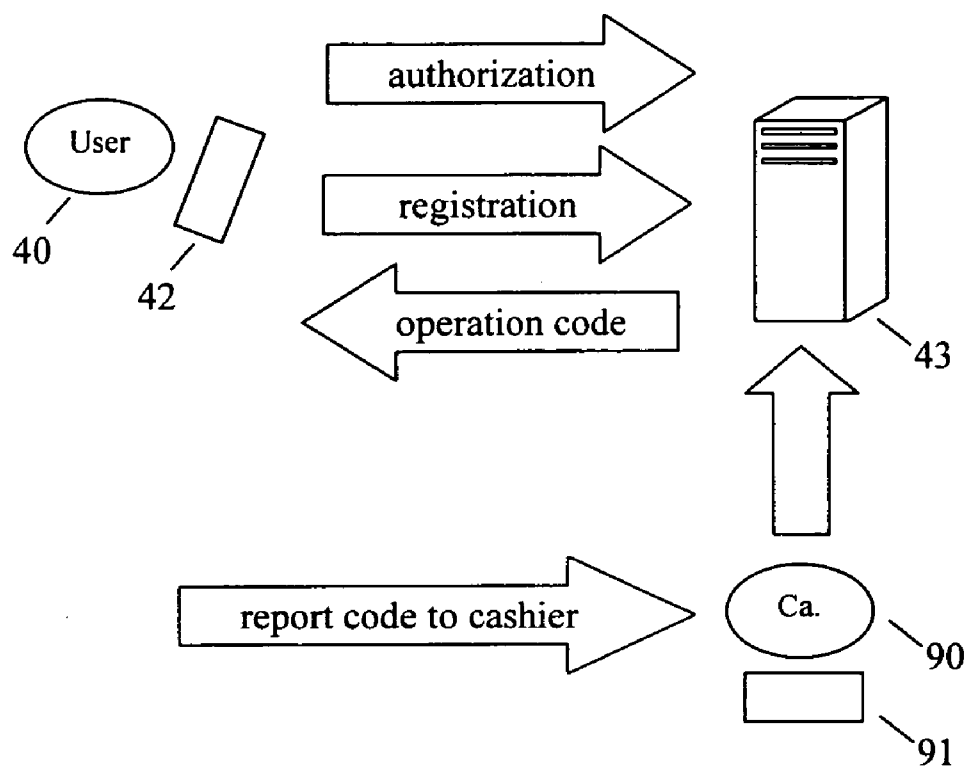 authorization
User
registration
40
42
operation code
43
report code to cashier
Ca.
90
91